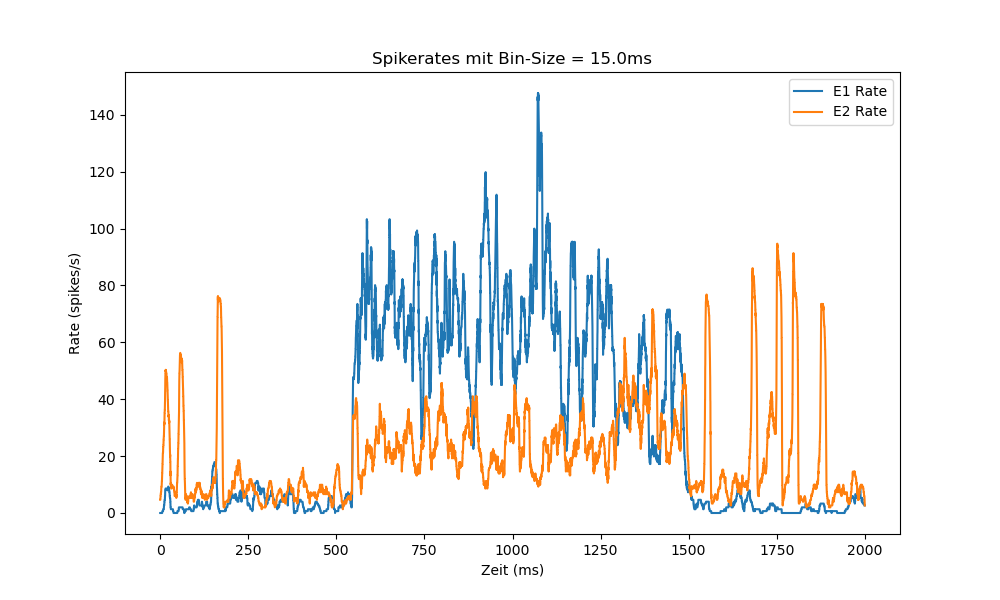 Spikerates mit Bin-Size = 15.0ms
E1 Rate
E2 Rate
140
120
100
80
60
40
20
0
Rate (spikes/s)
0 250 500 750 1000 1250 1500 1750 2000
Zeit (ms)